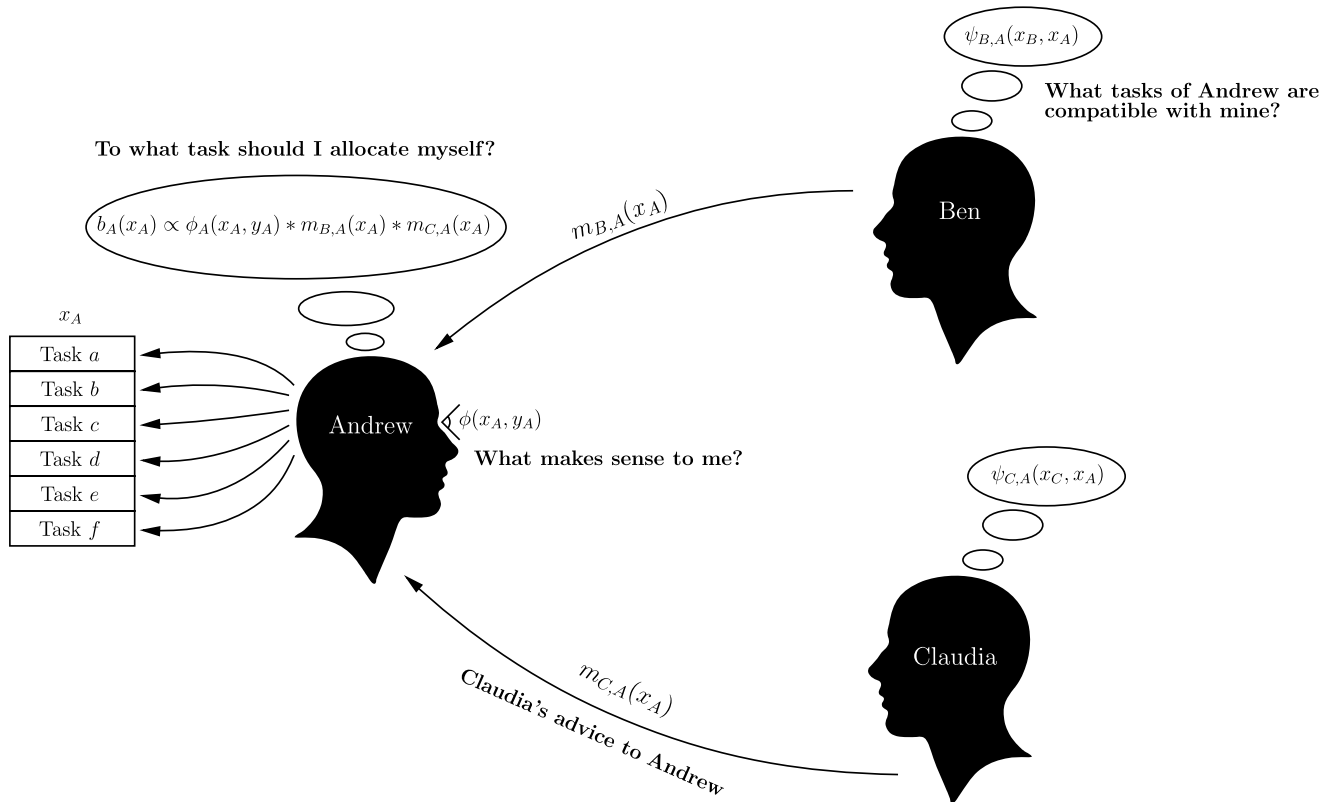 ψ_{B,A}(x_B, x_A)
What tasks of Andrew are
compatible with mine?
To what task should I allocate myself?
b_A(x_A) ∝ ϕ_A(x_A, y_A) ∗ m_{B,A}(x_A) ∗ m_{C,A}(x_A)
m_{B,A}(x_A)
Ben
x_A
Task a
Task b
Task c
Task d
Task e
Task f
Andrew
ϕ(x_A, y_A)
What makes sense to me?
ψ_{C,A}(x_C, x_A)
Claudia
m_{C,A}(x_A)
Claudia's advice to Andrew